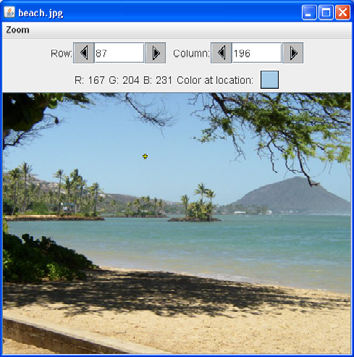 beach.jpg
Zoom
Row: 87 Column: 196
R: 167 G: 204 B: 231 Color at location: